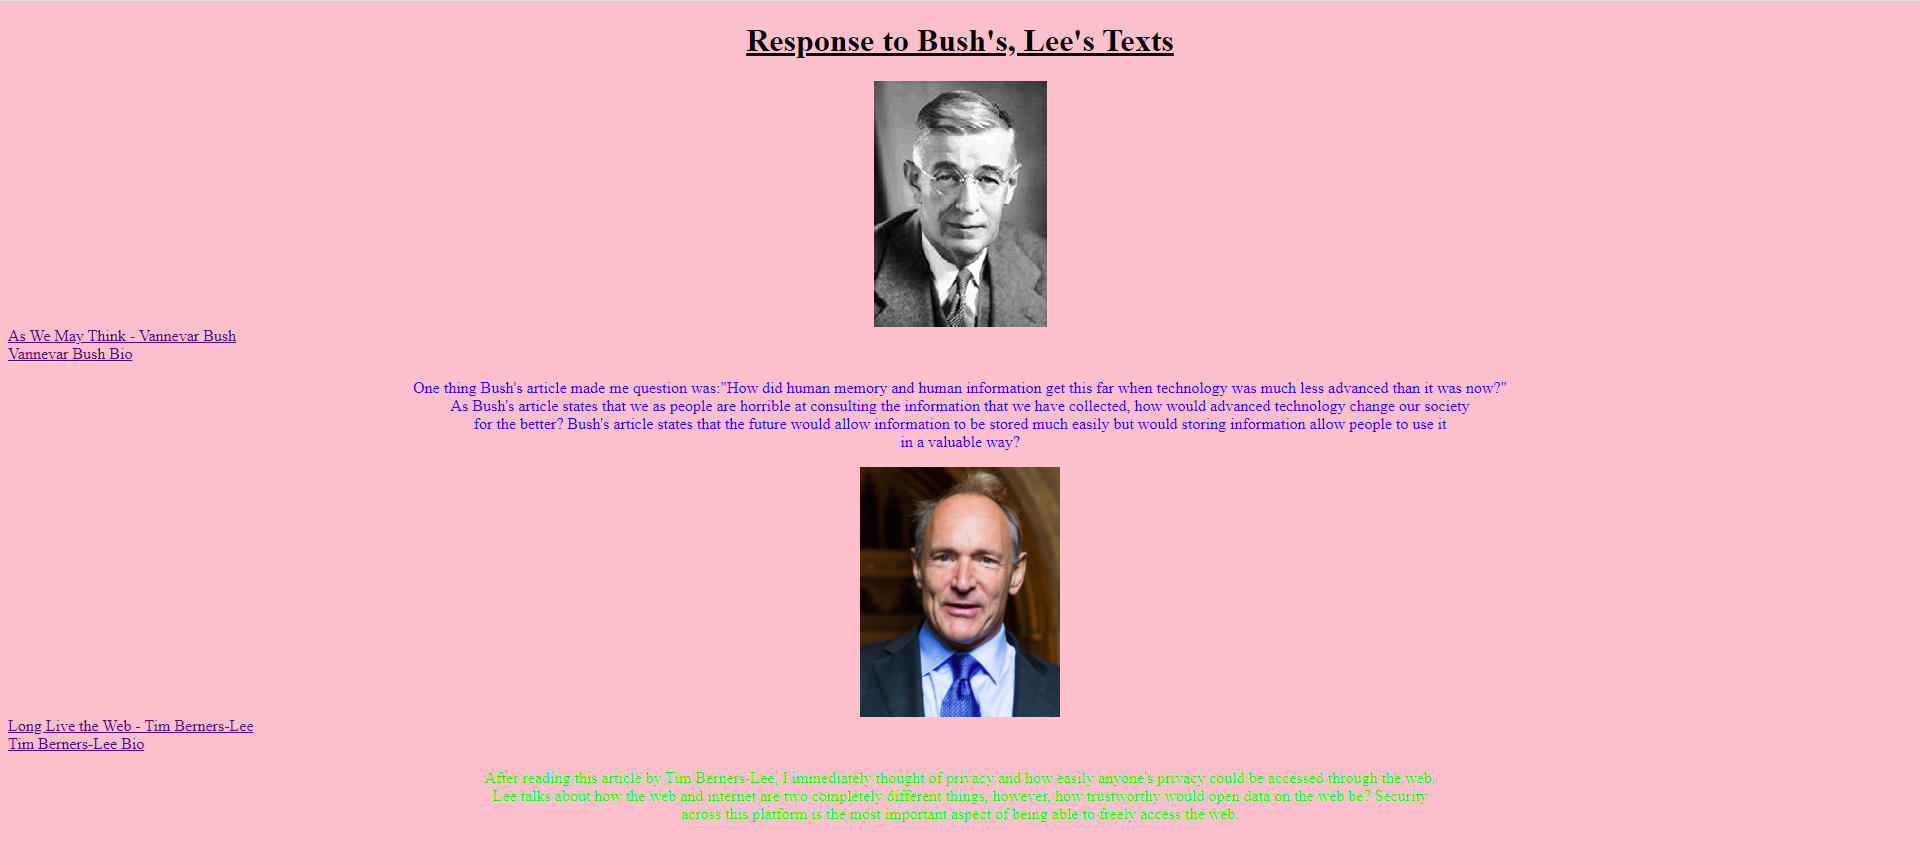 Response to Bush's, Lee's Texts
As We May Think - Vannevar Bush
Vannevar Bush Bio
One thing Bush's article made me question was:"How did human memory and human information get this far when technology was much less advanced than it was now?"
As Bush's article states that we as people are horrible at consulting the information that we have collected, how would advanced technology change our society
for the better? Bush's article states that the future would allow information to be stored much easily but would storing information allow people to use it
in a valuable way?
Long Live the Web - Tim Berners-Lee
Tim Berners-Lee Bio
After reading this article by Tim Berners-Lee, I immediately thought of privacy and how easily anyone's privacy could be accessed through the web.
Lee talks about how the web and internet are two completely different things, however, how trustworthy would open data on the web be? Security
across this platform is the most important aspect of being able to freely access the web.